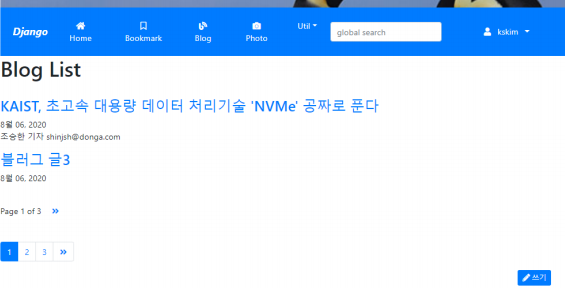 Django
Home
Bookmark
Blog
Photo
Util
global search
kskim
Blog List
KAIST, 초고속 대용량 데이터 처리기술 'NVMe' 공짜로 푼다
8월 06, 2020
조승한 기자 shinjsh@donga.com
블러그 글3
8월 06, 2020
Page 1 of 3 »
1 2 3 »
쓰기